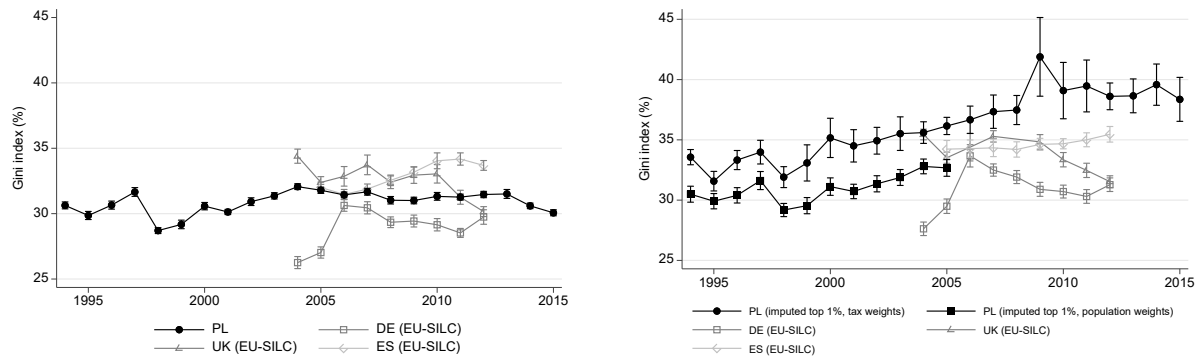 45
40
35
30
25
Gini index (%)
1995 2000 2005 2010 2015
PL DE (EU-SILC)
UK (EU-SILC) ES (EU-SILC)
45
40
35
30
25
Gini index (%)
1995 2000 2005 2010 2015
PL (imputed top 1%, tax weights) PL (imputed top 1%, population weights)
DE (EU-SILC) UK (EU-SILC)
ES (EU-SILC)